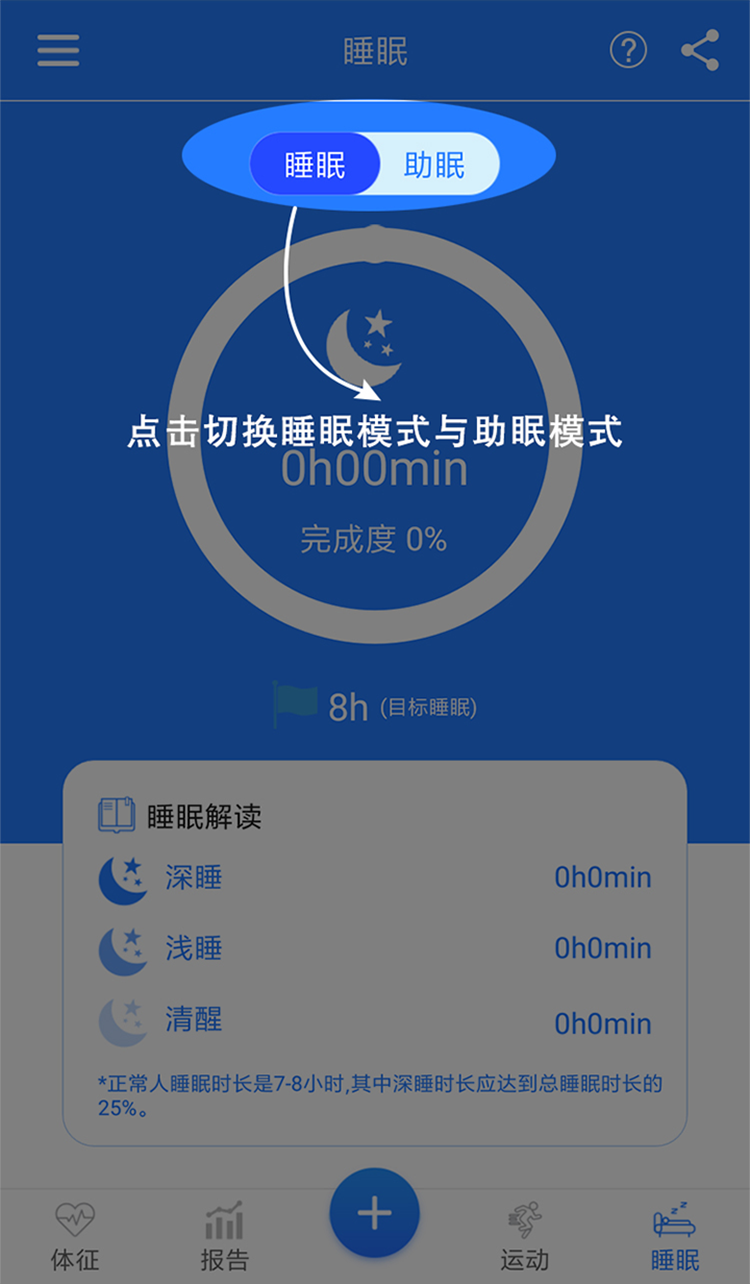 睡眠
睡眠 助眠
点击切换睡眠模式与助眠模式
0h00min
完成度 0%
8h (目标睡眠)
睡眠解读
深睡 0h0min
浅睡 0h0min
清醒 0h0min
*正常人睡眠时长是7-8小时,其中深睡时长应达到总睡眠时长的
25%。
体征 报告 运动 睡眠